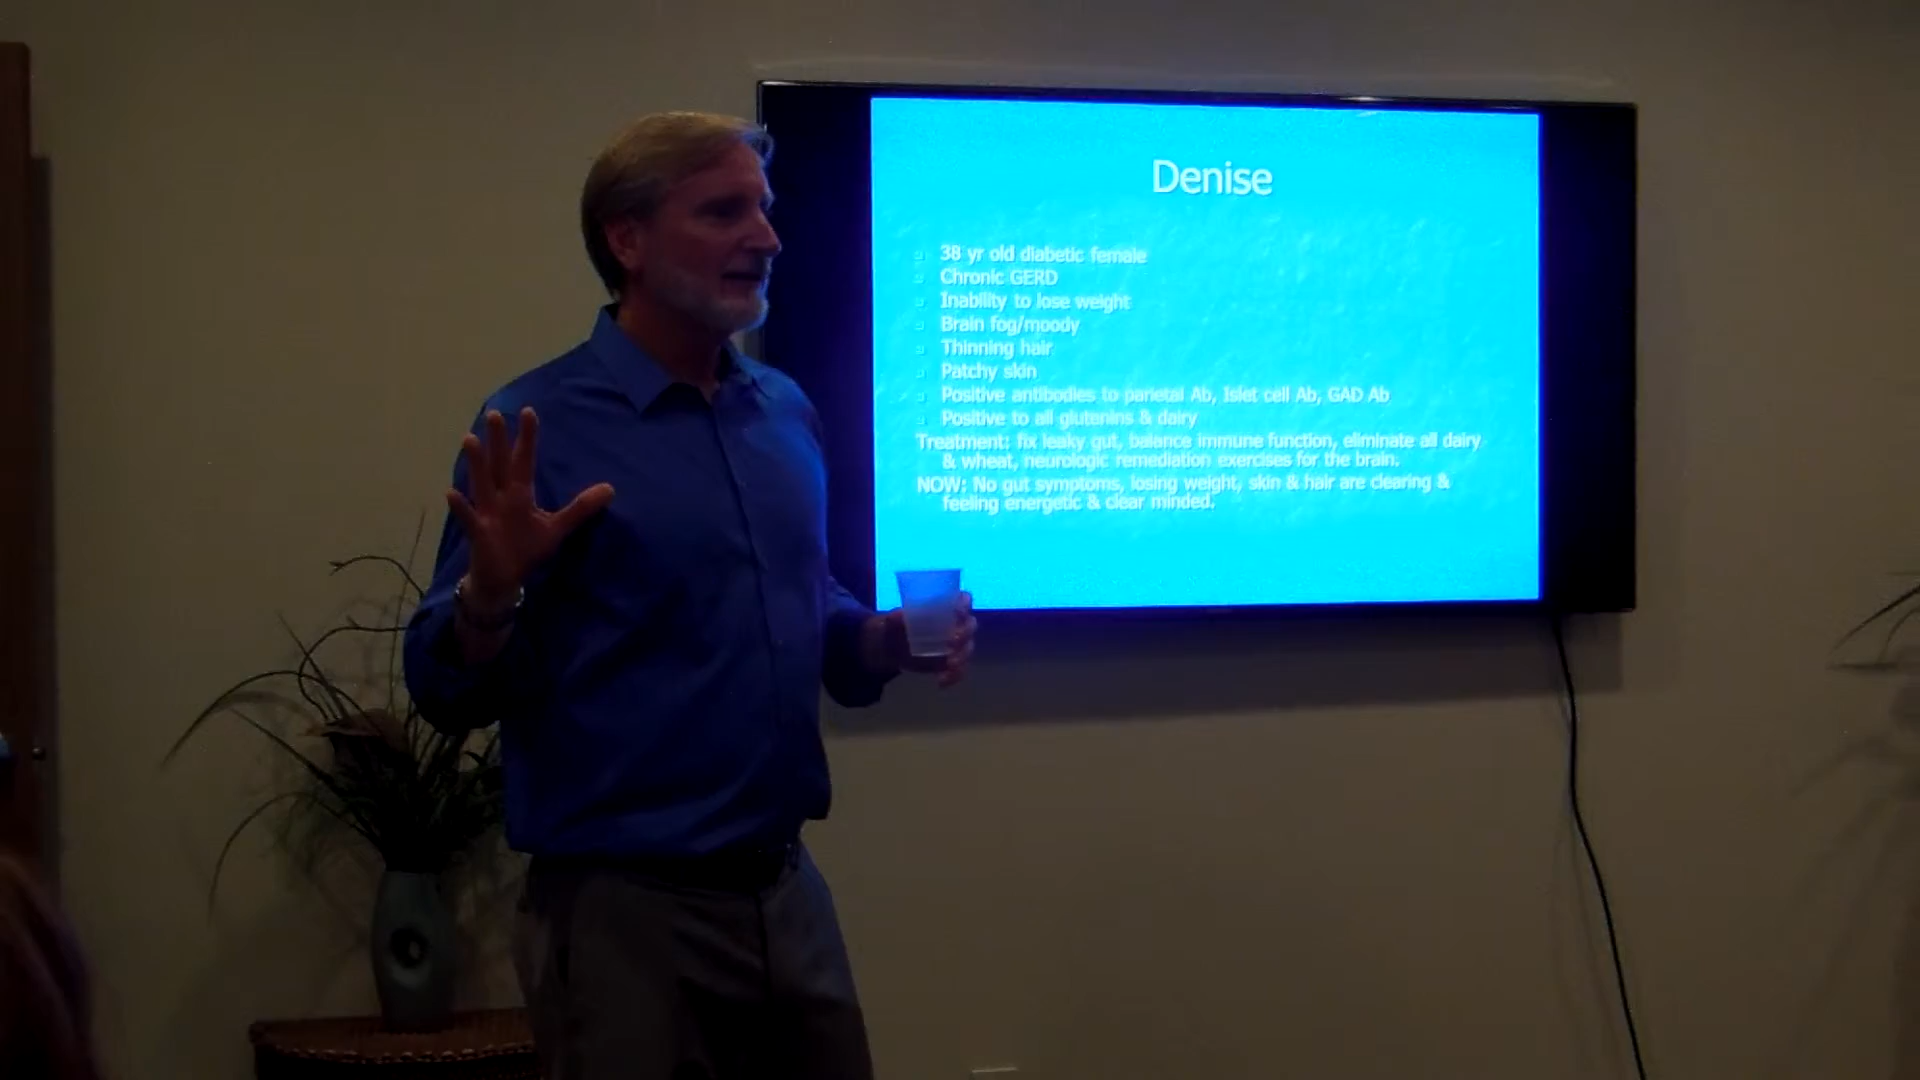 Denise
38 yr old diabetic female
Chronic GERD
Inability to lose weight
Brain fog/moody
Thinning hair
Patchy skin
Positive antibodies to parietal Ab, Islet cell Ab, GAD Ab
Positive to all glutenins & dairy
Treatment: fix leaky gut, balance immune function, eliminate all dairy
& wheat, neurologic remediation exercises for the brain.
NOW: No gut symptoms, losing weight, skin & hair are clearing &
feeling energetic & clear minded.